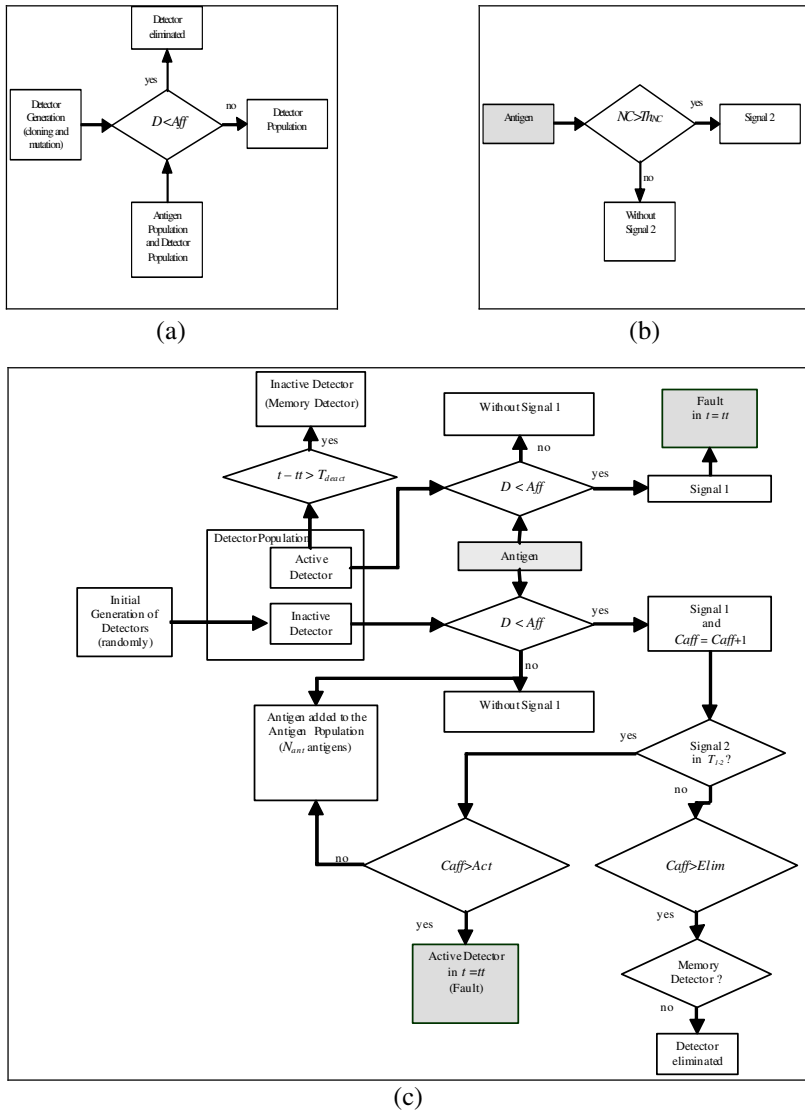 Detector
eliminated
yes
Detector
Generation
(cloning and
mutation)
D<Aff
no
Detector
Population
Antigen
Population
and Detector
Population
(a)
Antigen
NC>ThNC
yes
Signal 2
no
Without
Signal 2
(b)
Inactive Detector
(Memory Detector)
yes
t – tt > Tdeact
Without Signal 1
no
D < Aff
yes
Fault
in t = tt
Signal 1
Detector Population
Active
Detector
Antigen
Initial
Generation of
Detectors
(randomly)
Inactive
Detector
D < Aff
yes
Signal 1
and
Caff = Caff+1
no
Without Signal 1
Antigen added to the
Antigen Population
(Nant antigens)
yes
Signal 2
in T1-2 ?
no
no
Caff>Act
Caff>Elim
yes
yes
Active Detector
in t =tt
(Fault)
Memory
Detector ?
no
Detector
eliminated
(c)